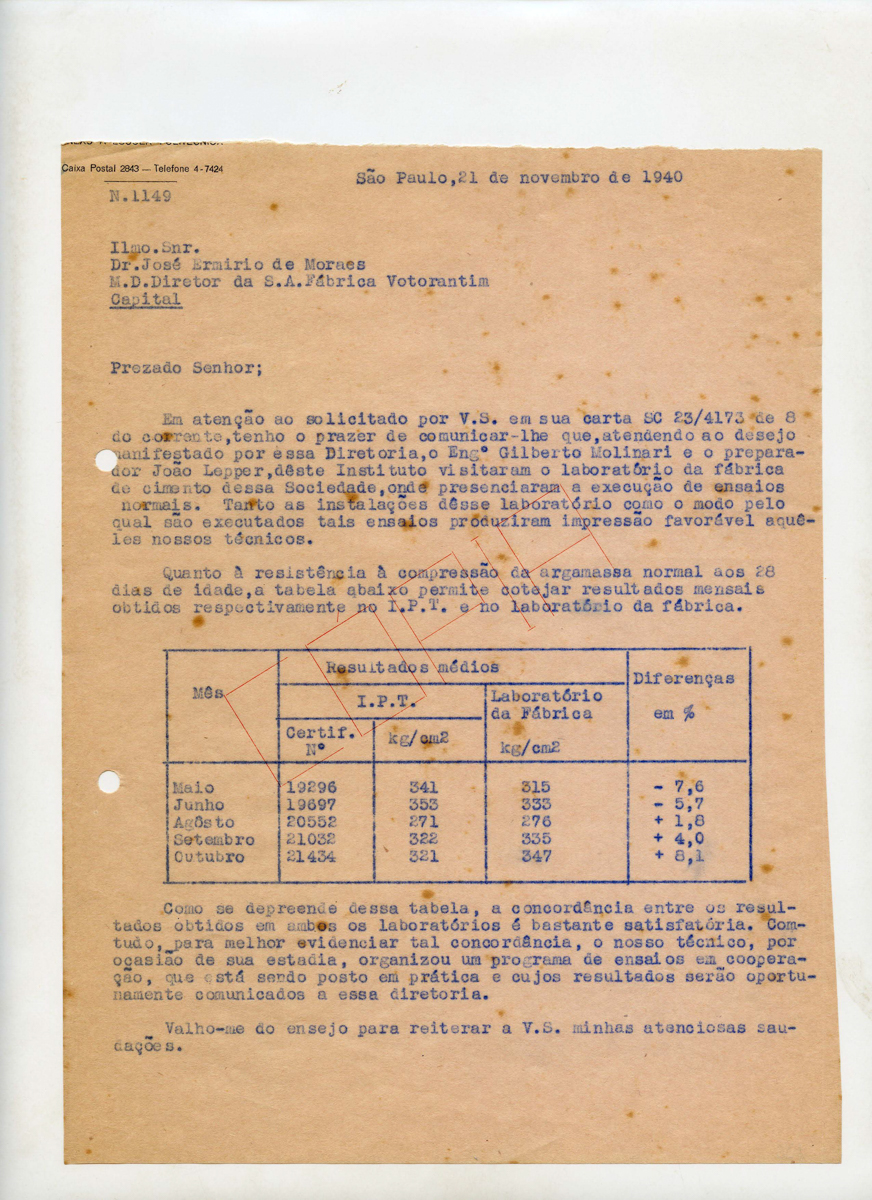 Caixa Postal 2843 — Telefone 4-7424
São Paulo,21 de novembro de 1940
N.1149
Ilmo.Snr.
Dr.José Ermirio de Moraes
M.D.Diretor da S.A.Fábrica Votorantim
Capital
Prezado Senhor;
Em atenção ao solicitado por V.S. em sua carta SC 23/4173 de 8
do corrente,tenho o prazer de comunicar-lhe que,atendendo ao desejo
manifestado por essa Diretoria,o Eng° Gilberto Molinari e o prepara-
dor João Lepper,dêste Instituto visitaram o laboratório da fábrica
de cimento dessa Sociedade,onde presenciaram a execução de ensaios
normais. Tanto as instalações dêsse laboratório como o modo pelo
qual são executados tais ensaios produziram impressão favorável aquê-
les nossos técnicos.
Quanto à resistência à compressão da argamassa normal aos 28
dias de idade,a tabela abaixo permite cotejar resultados mensais
obtidos respectivamente no I.P.T. e no laboratório da fábrica.
Mês
Resultados médios
Diferenças
em %
I.P.T.
Laboratório
da Fábrica
Certif.
N°
kg/cm2
kg/cm2
Maio 19296 341 315 - 7,6
Junho 19697 353 333 - 5,7
Agôsto 20552 271 276 + 1,8
Setembro 21032 322 335 + 4,0
Outubro 21434 321 347 + 8,1
Como se depreende dessa tabela, a concordância entre os resul-
tados obtidos em ambos os laboratórios é bastante satisfatória. Com-
tudo, para melhor evidenciar tal concordância, o nosso técnico, por
ocasião de sua estadia, organizou um programa de ensaios em coopera-
ção, que está sendo posto em prática e cujos resultados serão oportu-
namente comunicados a essa diretoria.
Valho-me do ensejo para reiterar a V.S. minhas atenciosas sau-
dações.